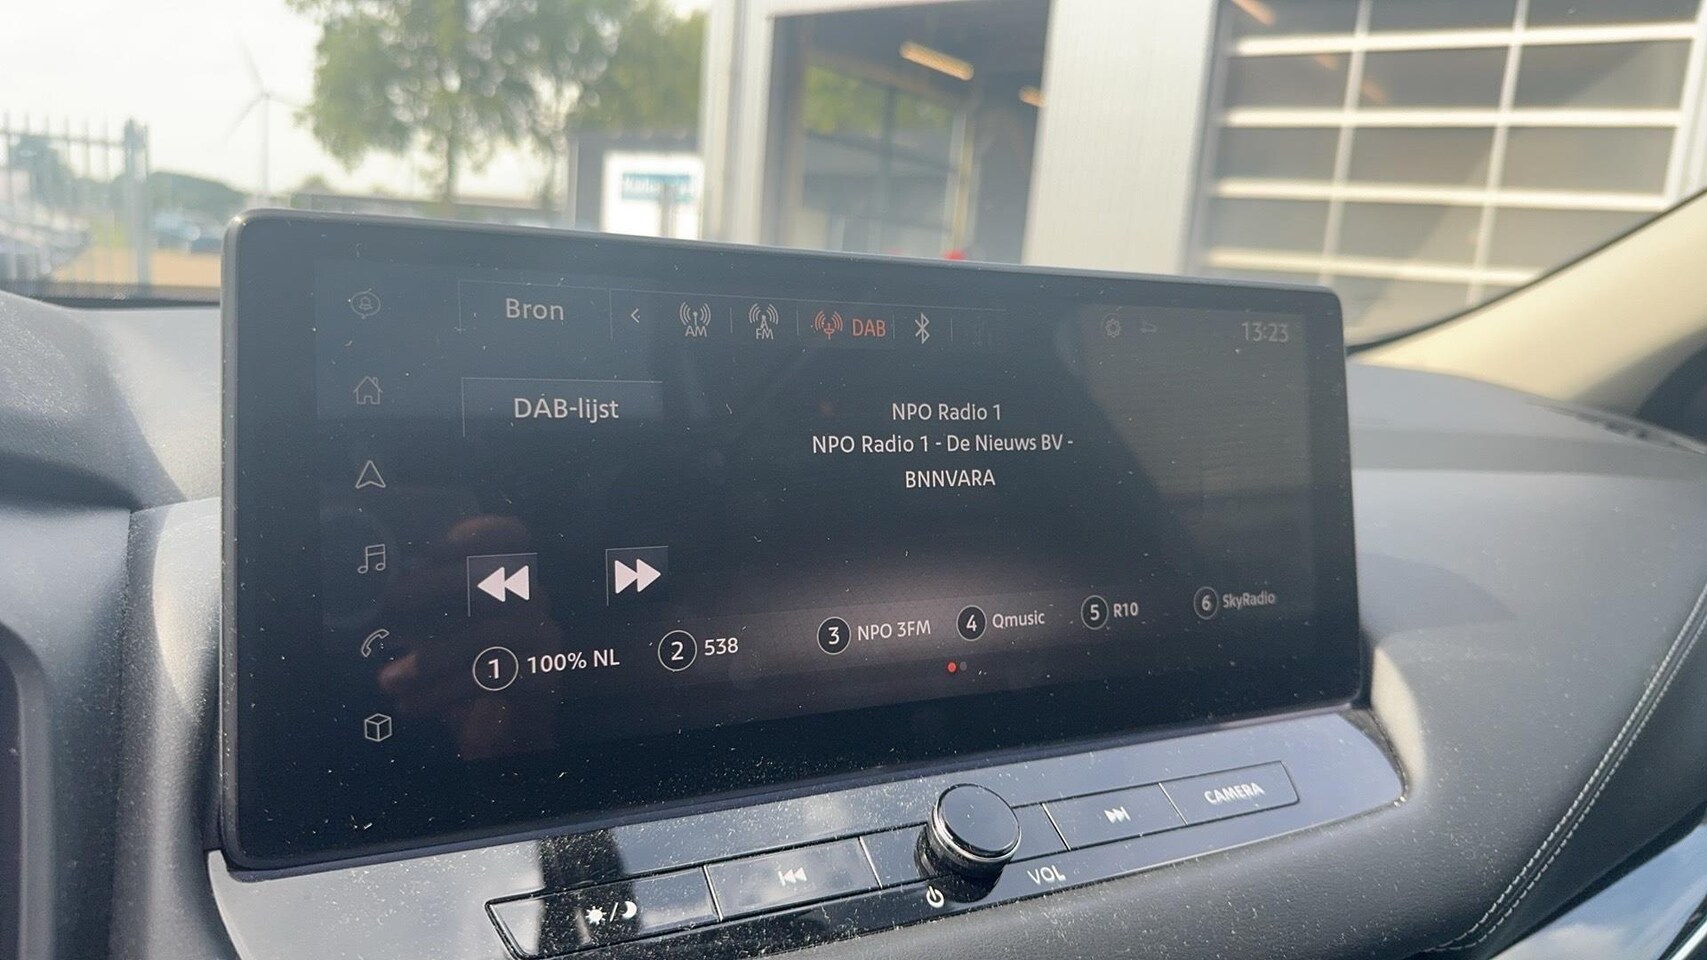 Bron
AM
FM
DAB
13:23
DAB-lijst
NPO Radio 1
NPO Radio 1 - De Nieuws BV -
BNNVARA
1 100% NL
2 538
3 NPO 3FM
4 Qmusic
5 R10
6 SkyRadio
CAMERA
VOL